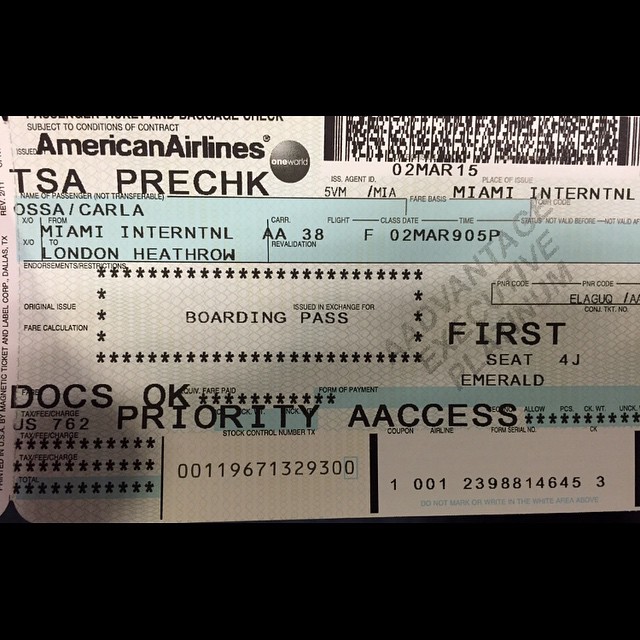 PASSENGER TICKET AND BAGGAGE CHECK
SUBJECT TO CONDITIONS OF CONTRACT
ISSUED
AmericanAirlines®
oneworld
TSA PRECHK
ISS. AGENT ID.
02MAR15
PLACE OF ISSUE
5VM /MIA
MIAMI INTERNTNL
NAME OF PASSENGER (NOT TRANSFERABLE)
FARE BASIS
TOUR CODE
OSSA/CARLA
X/O FROM
CARR. FLIGHT CLASS DATE TIME STATUS NOT VALID BEFORE NOT VALID AF
MIAMI INTERNTNL AA 38 F 02MAR905P
X/O TO
REVALIDATION
LONDON HEATHROW
ENDORSEMENTS/RESTRICTIONS
AADVANTAGE
EXECUTIVE
PLATINUM
PNR CODE PNR CODE
ELAGUQ /AA
CONJ. TKT. NO.
ORIGINAL ISSUE
ISSUED IN EXCHANGE FOR
BOARDING PASS
FARE CALCULATION
FIRST
SEAT 4J
EMERALD
DOCS OK
EQUIV. FARE PAID
FORM OF PAYMENT
TAX/FEE/CHARGE
PRIORITY AACCESS
ALLOW PCS. CK. WT. UNCK.
US 762
TAX/FEE/CHARGE
STOCK CONTROL NUMBER TX
COUPON AIRLINE FORM SERIAL NO. CK
TAX/FEE/CHARGE
00119671329300
TOTAL
1 001 2398814645 3
DO NOT MARK OR WRITE IN THE WHITE AREA ABOVE
PRINTED IN U.S.A. BY MAGNETIC TICKET AND LABEL CORP., DALLAS, TX REV. 2/11